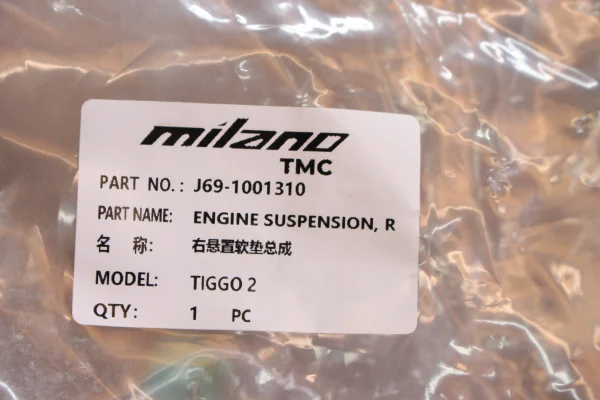 milano
TMC
PART NO.: J69-1001310
PART NAME: ENGINE SUSPENSION, R
名 称: 右悬置软垫总成
MODEL: TIGGO 2
QTY: 1 PC